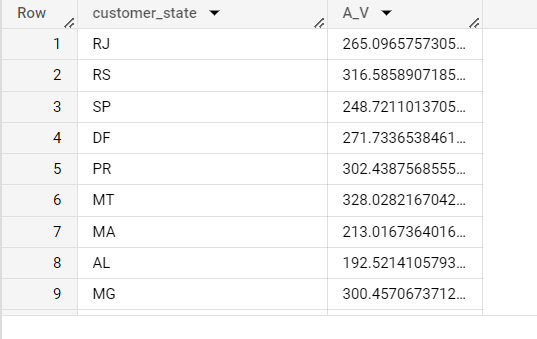 Row customer_state A_V
1 RJ 265.0965757305…
2 RS 316.5858907185…
3 SP 248.7211013705…
4 DF 271.7336538461…
5 PR 302.4387568555…
6 MT 328.0282167042…
7 MA 213.0167364016…
8 AL 192.5214105793…
9 MG 300.4570673712…